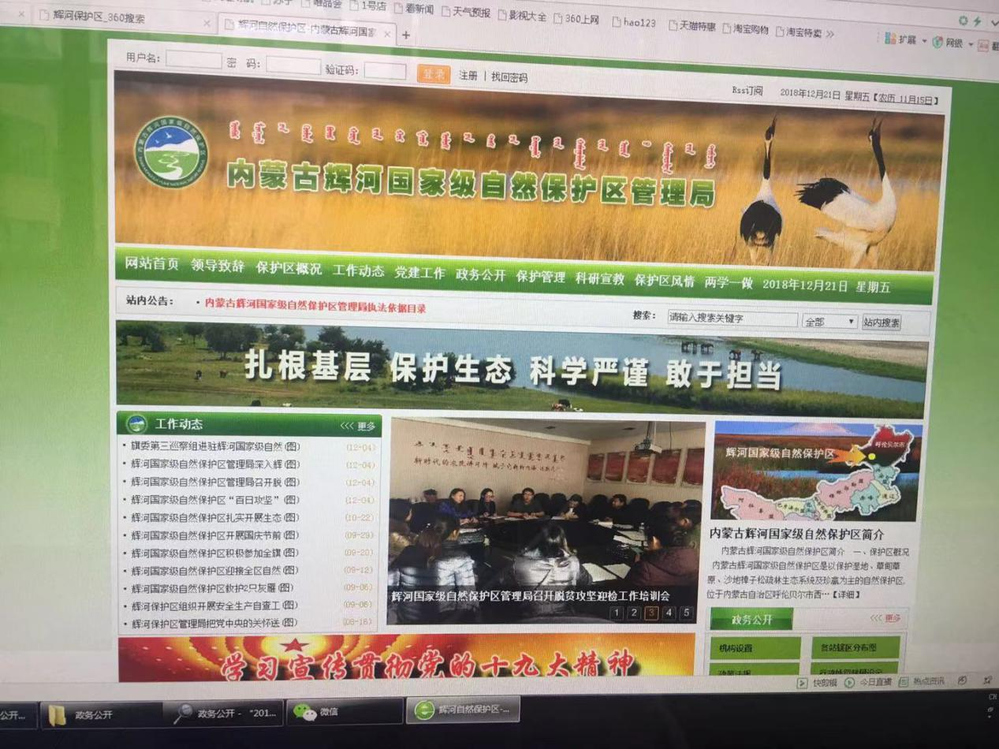 辉河保护区_360搜索
辉河自然保护区-内蒙古辉河国家
唯品会
1号店
看新闻
天气预报
影视大全
360上网
hao123
天猫特惠
淘宝购物
淘宝特卖
扩展
网银
用户名：
密 码：
验证码：
登录
注册 | 找回密码
Rss订阅
2018年12月21日 星期五【农历 11月15日】
内蒙古辉河国家级自然保护区管理局
网站首页 领导致辞 保护区概况 工作动态 党建工作 政务公开 保护管理 科研宣教 保护区风情 两学一做 2018年12月21日 星期五
站内公告：
·内蒙古辉河国家级自然保护区管理局执法依据目录
搜索：
请输入搜索关键字
全部
站内搜索
扎根基层 保护生态 科学严谨 敢于担当
工作动态
<<< 更多
·旗委第三巡察组进驻辉河国家级自然(图) (12-04)
·辉河国家级自然保护区管理局深入辉(图) (12-04)
·辉河国家级自然保护区管理局召开脱(图) (12-04)
·辉河国家级自然保护区“百日攻坚”(图) (12-04)
·辉河国家级自然保护区扎实开展生态(图) (10-22)
·辉河国家级自然保护区开展国庆节前(图) (09-29)
·辉河国家级自然保护区积极参加全旗(图) (09-20)
·辉河国家级自然保护区迎接全区自然(图) (09-12)
·辉河国家级自然保护区救护2只灰雁(图) (09-06)
·辉河保护区组织开展安全生产自查工(图) (09-06)
·辉河保护区管理局把党中央的关怀送(图) (08-16)
辉河国家级自然保护区管理局召开脱贫攻坚迎检工作培训会
1 2 3 4 5
辉河国家级自然保护区
呼伦贝尔市
内蒙古辉河国家级自然保护区简介
内蒙古辉河国家级自然保护区简介 一、保护区概况
内蒙古辉河国家级自然保护区是以保护湿地、草甸草
原、沙地樟子松疏林生态系统及珍禽为主的自然保护区,
位于内蒙古自治区呼伦贝尔市西…【详细】
政务公开
<<< 更多
机构设置
各站辖区分布图
学习宣传贯彻党的十九大精神
快剪辑
今日直播
热点资讯
公开...
政务公开
政务公开 - “201...
微信
辉河自然保护区-...
CH